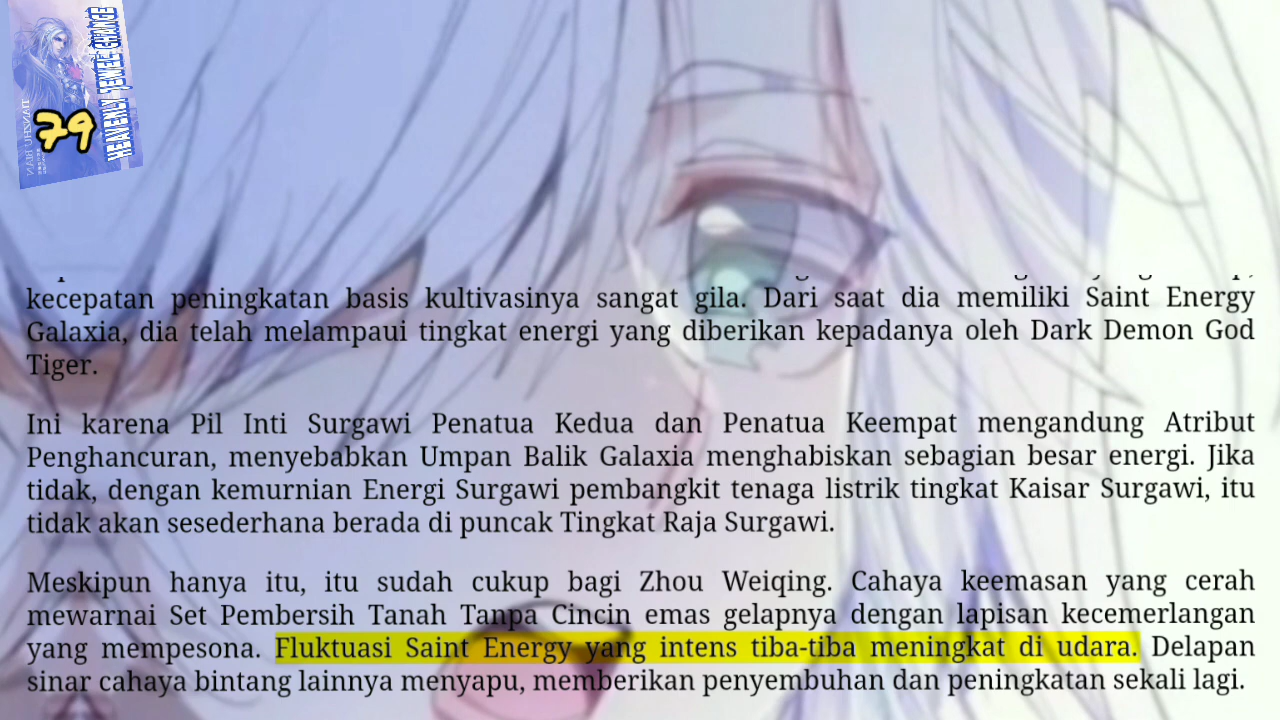 HEAVENLY JEWEL CHANGE
79
kecepatan peningkatan basis kultivasinya sangat gila. Dari saat dia memiliki Saint Energy
Galaxia, dia telah melampaui tingkat energi yang diberikan kepadanya oleh Dark Demon God
Tiger.
Ini karena Pil Inti Surgawi Penatua Kedua dan Penatua Keempat mengandung Atribut
Penghancuran, menyebabkan Umpan Balik Galaxia menghabiskan sebagian besar energi. Jika
tidak, dengan kemurnian Energi Surgawi pembangkit tenaga listrik tingkat Kaisar Surgawi, itu
tidak akan sesederhana berada di puncak Tingkat Raja Surgawi.
Meskipun hanya itu, itu sudah cukup bagi Zhou Weiqing. Cahaya keemasan yang cerah
mewarnai Set Pembersih Tanah Tanpa Cincin emas gelapnya dengan lapisan kecemerlangan
yang mempesona. Fluktuasi Saint Energy yang intens tiba-tiba meningkat di udara. Delapan
sinar cahaya bintang lainnya menyapu, memberikan penyembuhan dan peningkatan sekali lagi.